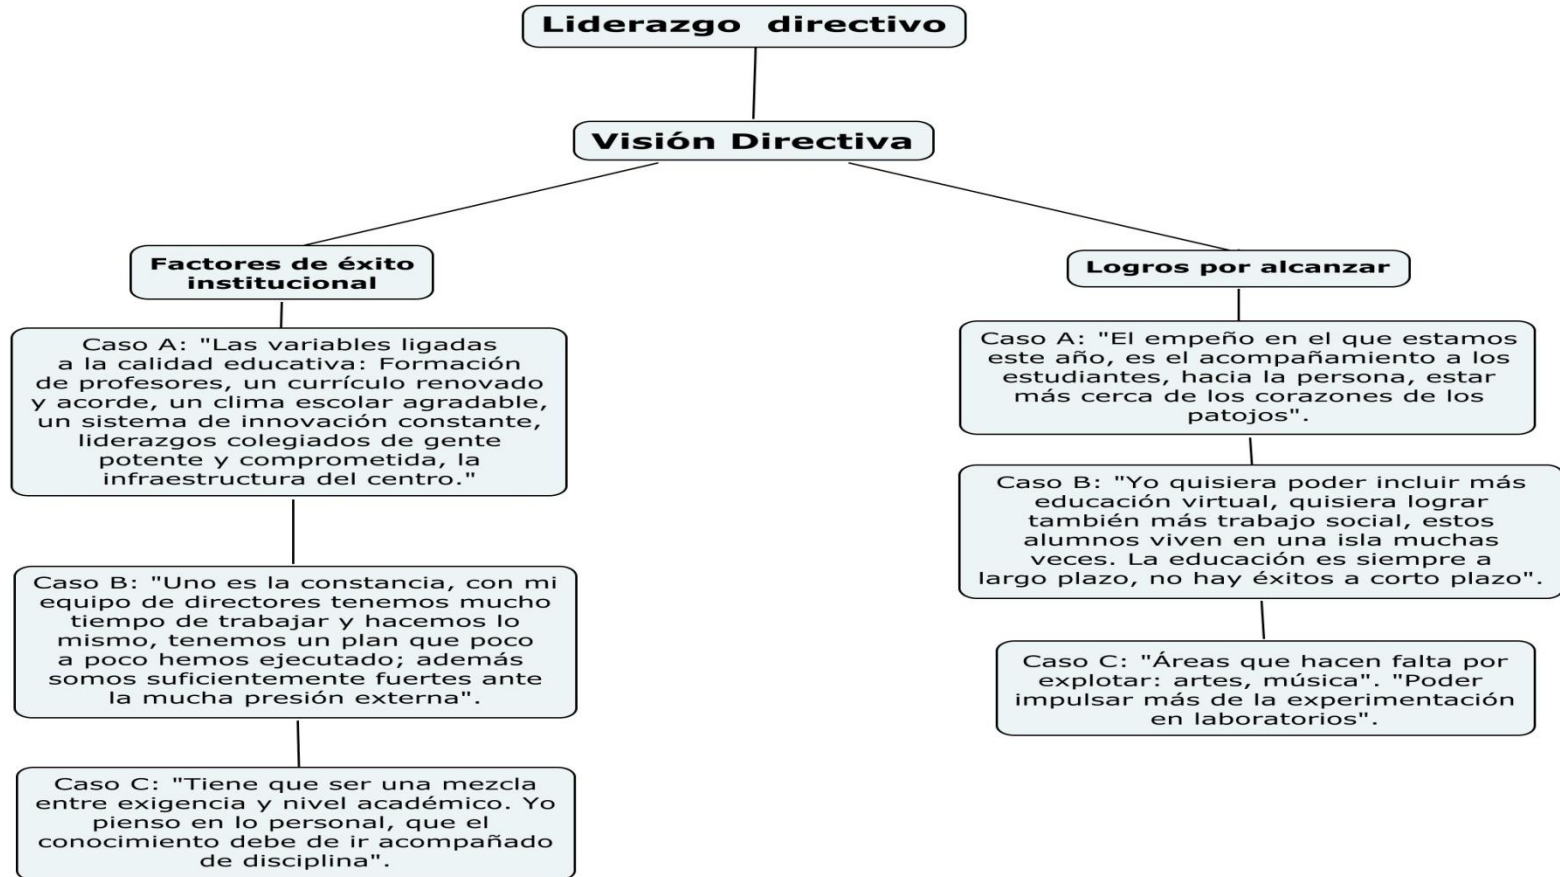 Liderazgo  directivo
Visión Directiva
Factores de éxito
institucional
Caso A: "Las variables ligadas
a la calidad educativa: Formación
de profesores, un currículo renovado
y acorde, un clima escolar agradable,
un sistema de innovación constante,
liderazgos colegiados de gente
potente y comprometida, la
infraestructura del centro."
Caso B: "Uno es la constancia, con mi
equipo de directores tenemos mucho
tiempo de trabajar y hacemos lo
mismo, tenemos un plan que poco
a poco hemos ejecutado; además
somos suficientemente fuertes ante
la mucha presión externa".
Caso C: "Tiene que ser una mezcla
entre exigencia y nivel académico. Yo
pienso en lo personal, que el
conocimiento debe de ir acompañado
de disciplina".
Logros por alcanzar
Caso A: "El empeño en el que estamos
este año, es el acompañamiento a los
estudiantes, hacia la persona, estar
más cerca de los corazones de los
patojos".
Caso B: "Yo quisiera poder incluir más
educación virtual, quisiera lograr
también más trabajo social, estos
alumnos viven en una isla muchas
veces. La educación es siempre a
largo plazo, no hay éxitos a corto plazo".
Caso C: "Áreas que hacen falta por
explotar: artes, música". "Poder
impulsar más de la experimentación
en laboratorios".